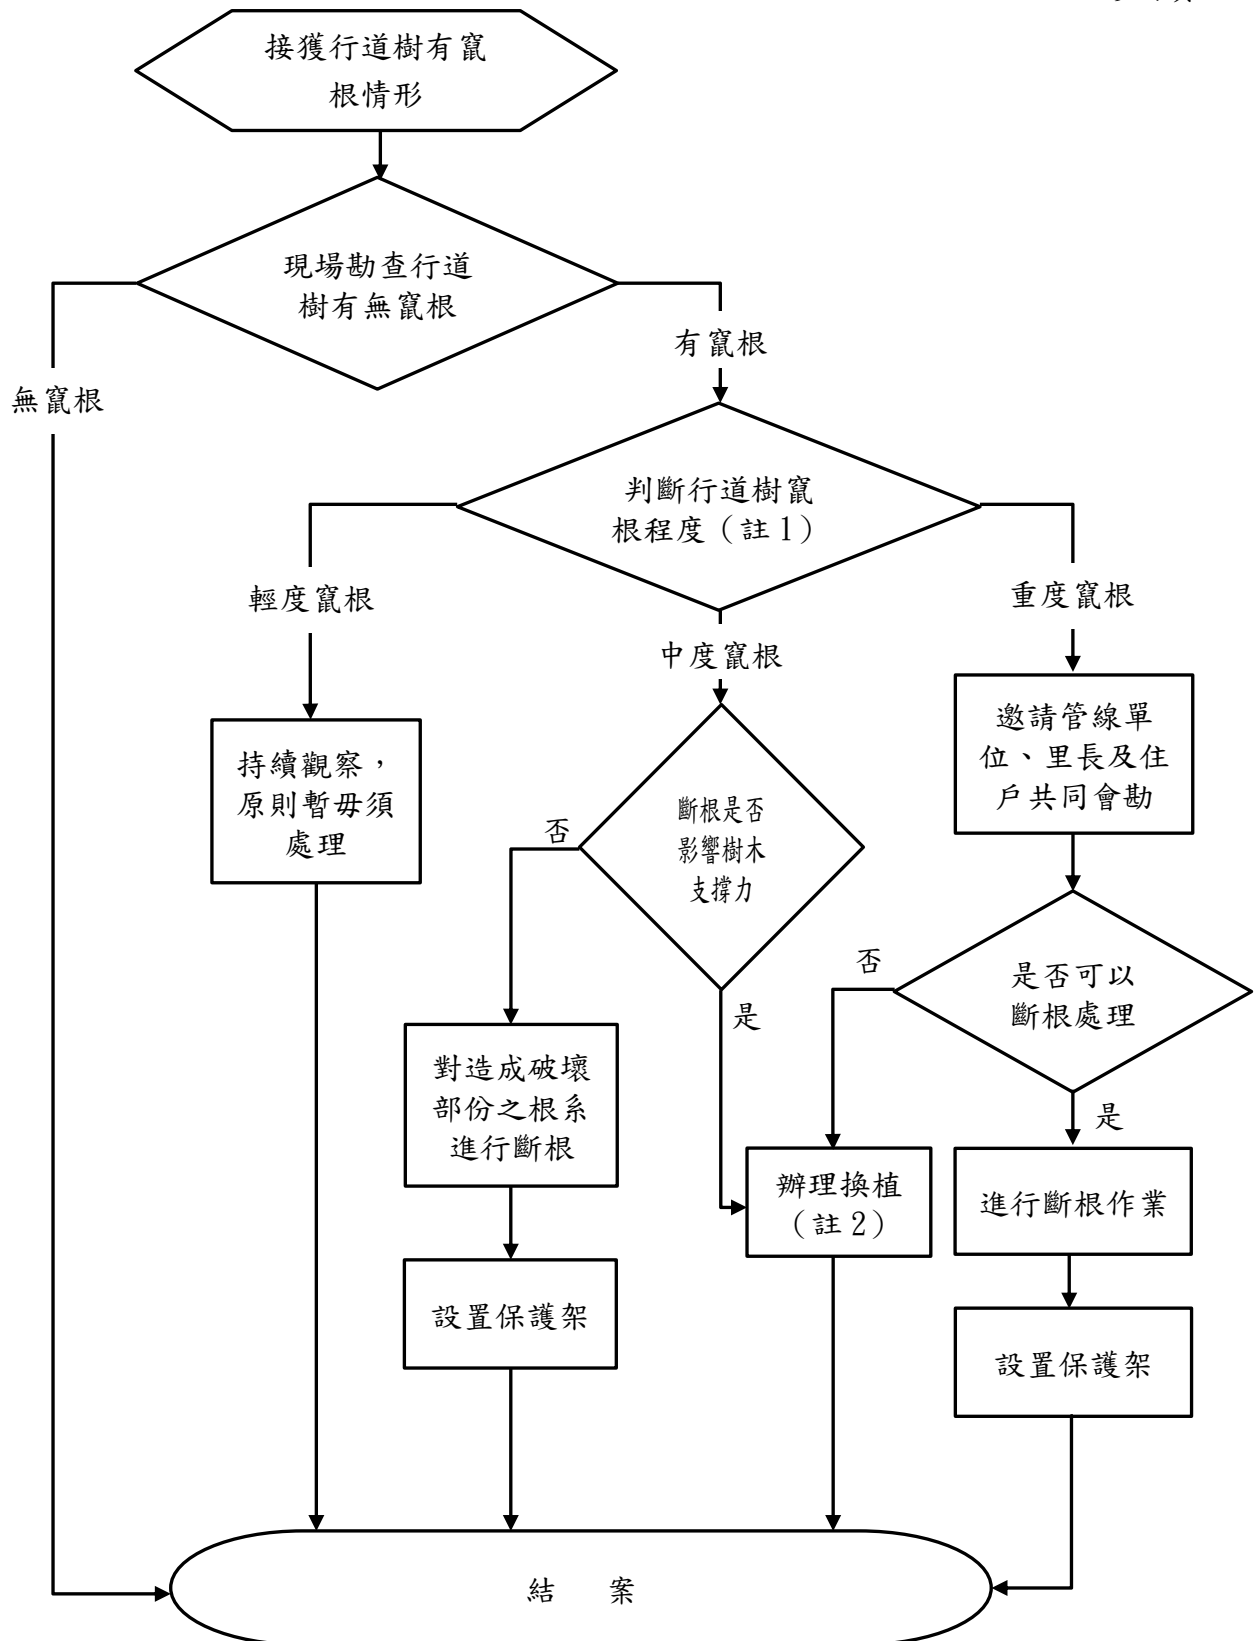 接獲行道樹有竄
根情形
現場勘查行道
樹有無竄根
有竄根
無竄根
判斷行道樹竄
根程度（註1）
輕度竄根
重度竄根
中度竄根
邀請管線單
位、里長及住
戶共同會勘
持續觀察，
原則暫毋須
處理
斷根是否
影響樹木
支撐力
否
否
是否可以
斷根處理
是
對造成破壞
部份之根系
進行斷根
是
辦理換植
（註2）
進行斷根作業
設置保護架
設置保護架
結　案